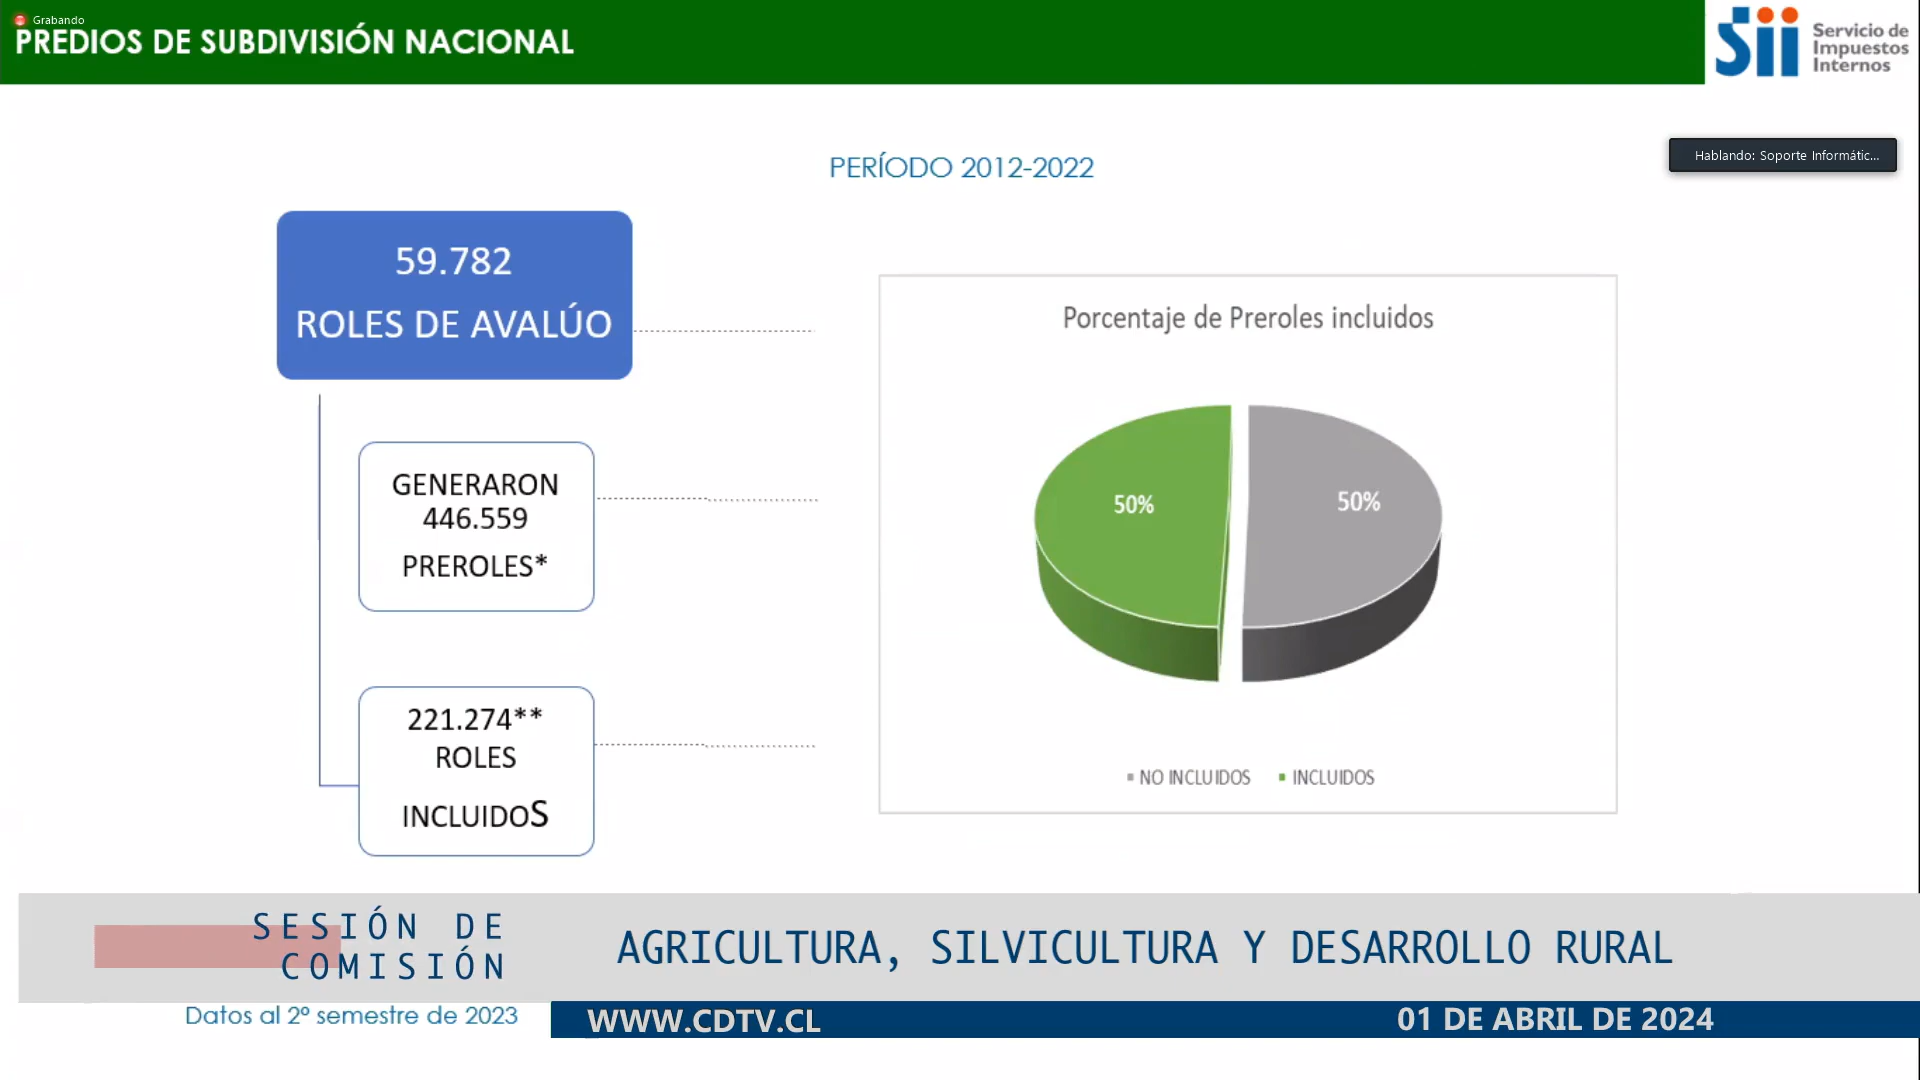 Grabando
PREDIOS DE SUBDIVISIÓN NACIONAL
Sii
Servicio de
Impuestos
Internos
Hablando: Soporte Informátic...
PERÍODO 2012-2022
59.782
ROLES DE AVALÚO
GENERARON
446.559
PREROLES*
221.274**
ROLES
INCLUIDOS
Porcentaje de Preroles incluidos
50%
50%
NO INCLUIDOS
INCLUIDOS
SESIÓN DE
COMISIÓN
AGRICULTURA, SILVICULTURA Y DESARROLLO RURAL
Datos al 2º semestre de 2023
WWW.CDTV.CL
01 DE ABRIL DE 2024